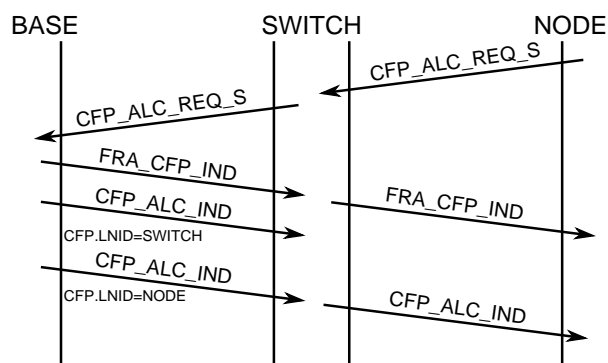 BASE SWITCH NODE
CFP_ALC_REQ_S
CFP_ALC_REQ_S
FRA_CFP_IND
CFP_ALC_IND
FRA_CFP_IND
CFP.LNID=SWITCH
CFP_ALC_IND
CFP.LNID=NODE
CFP_ALC_IND